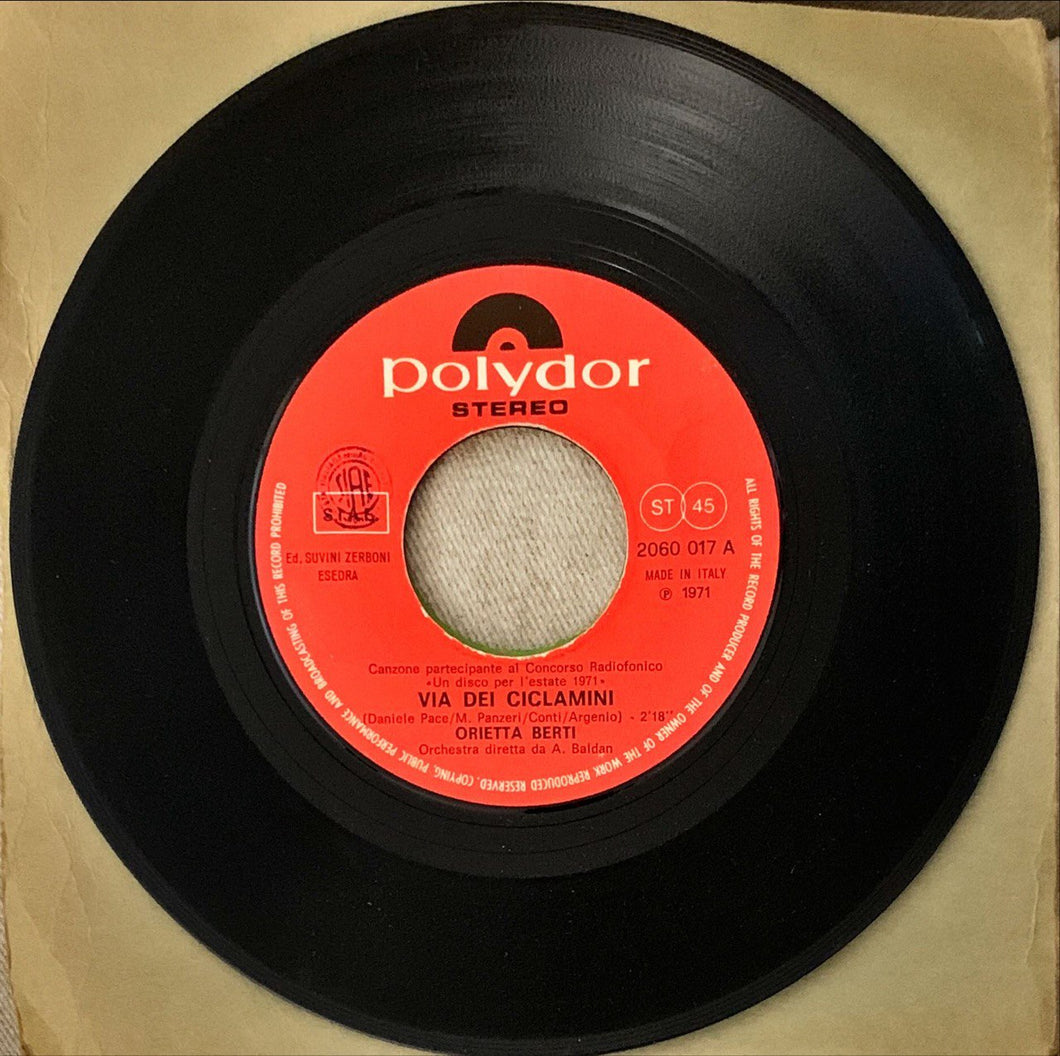 polydor
STEREO
S.I.A.E.
Ed. SUVINI ZERBONI
ESEDRA
ST 45
2060 017 A
MADE IN ITALY
℗ 1971
Canzone partecipante al Concorso Radiofonico
«Un disco per l'estate 1971»
VIA DEI CICLAMINI
(Daniele Pace/M. Panzeri/Conti/Argenio) - 2'18"
ORIETTA BERTI
Orchestra diretta da A. Baldan
ALL RIGHTS OF THE RECORD PRODUCER AND OF THE OWNER OF THE WORK REPRODUCED RESERVED. COPYING, PUBLIC PERFORMANCE AND BROADCASTING OF THIS RECORD PROHIBITED